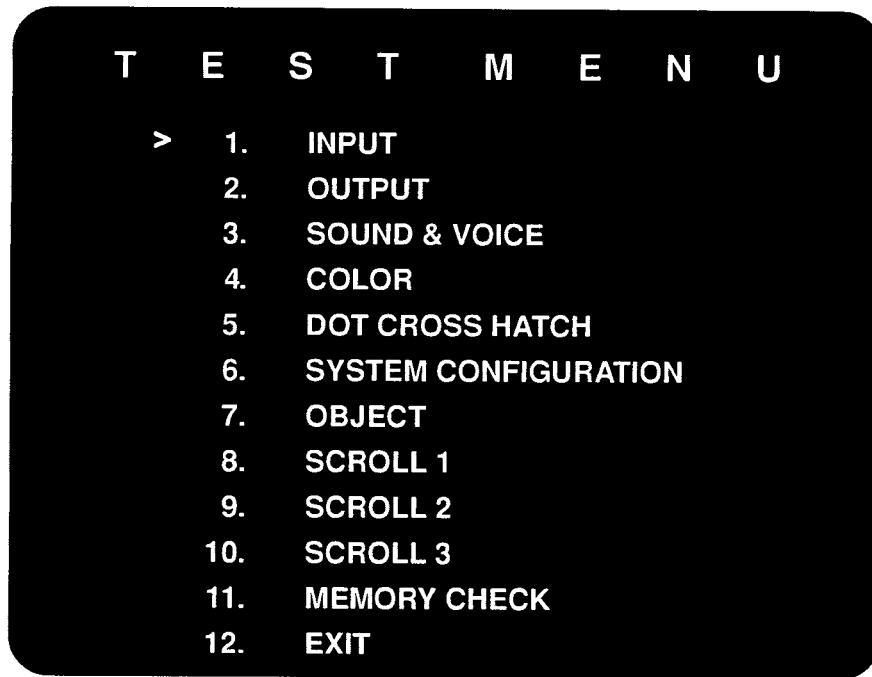 T E S T M E N U
> 1. INPUT
2. OUTPUT
3. SOUND & VOICE
4. COLOR
5. DOT CROSS HATCH
6. SYSTEM CONFIGURATION
7. OBJECT
8. SCROLL 1
9. SCROLL 2
10. SCROLL 3
11. MEMORY CHECK
12. EXIT